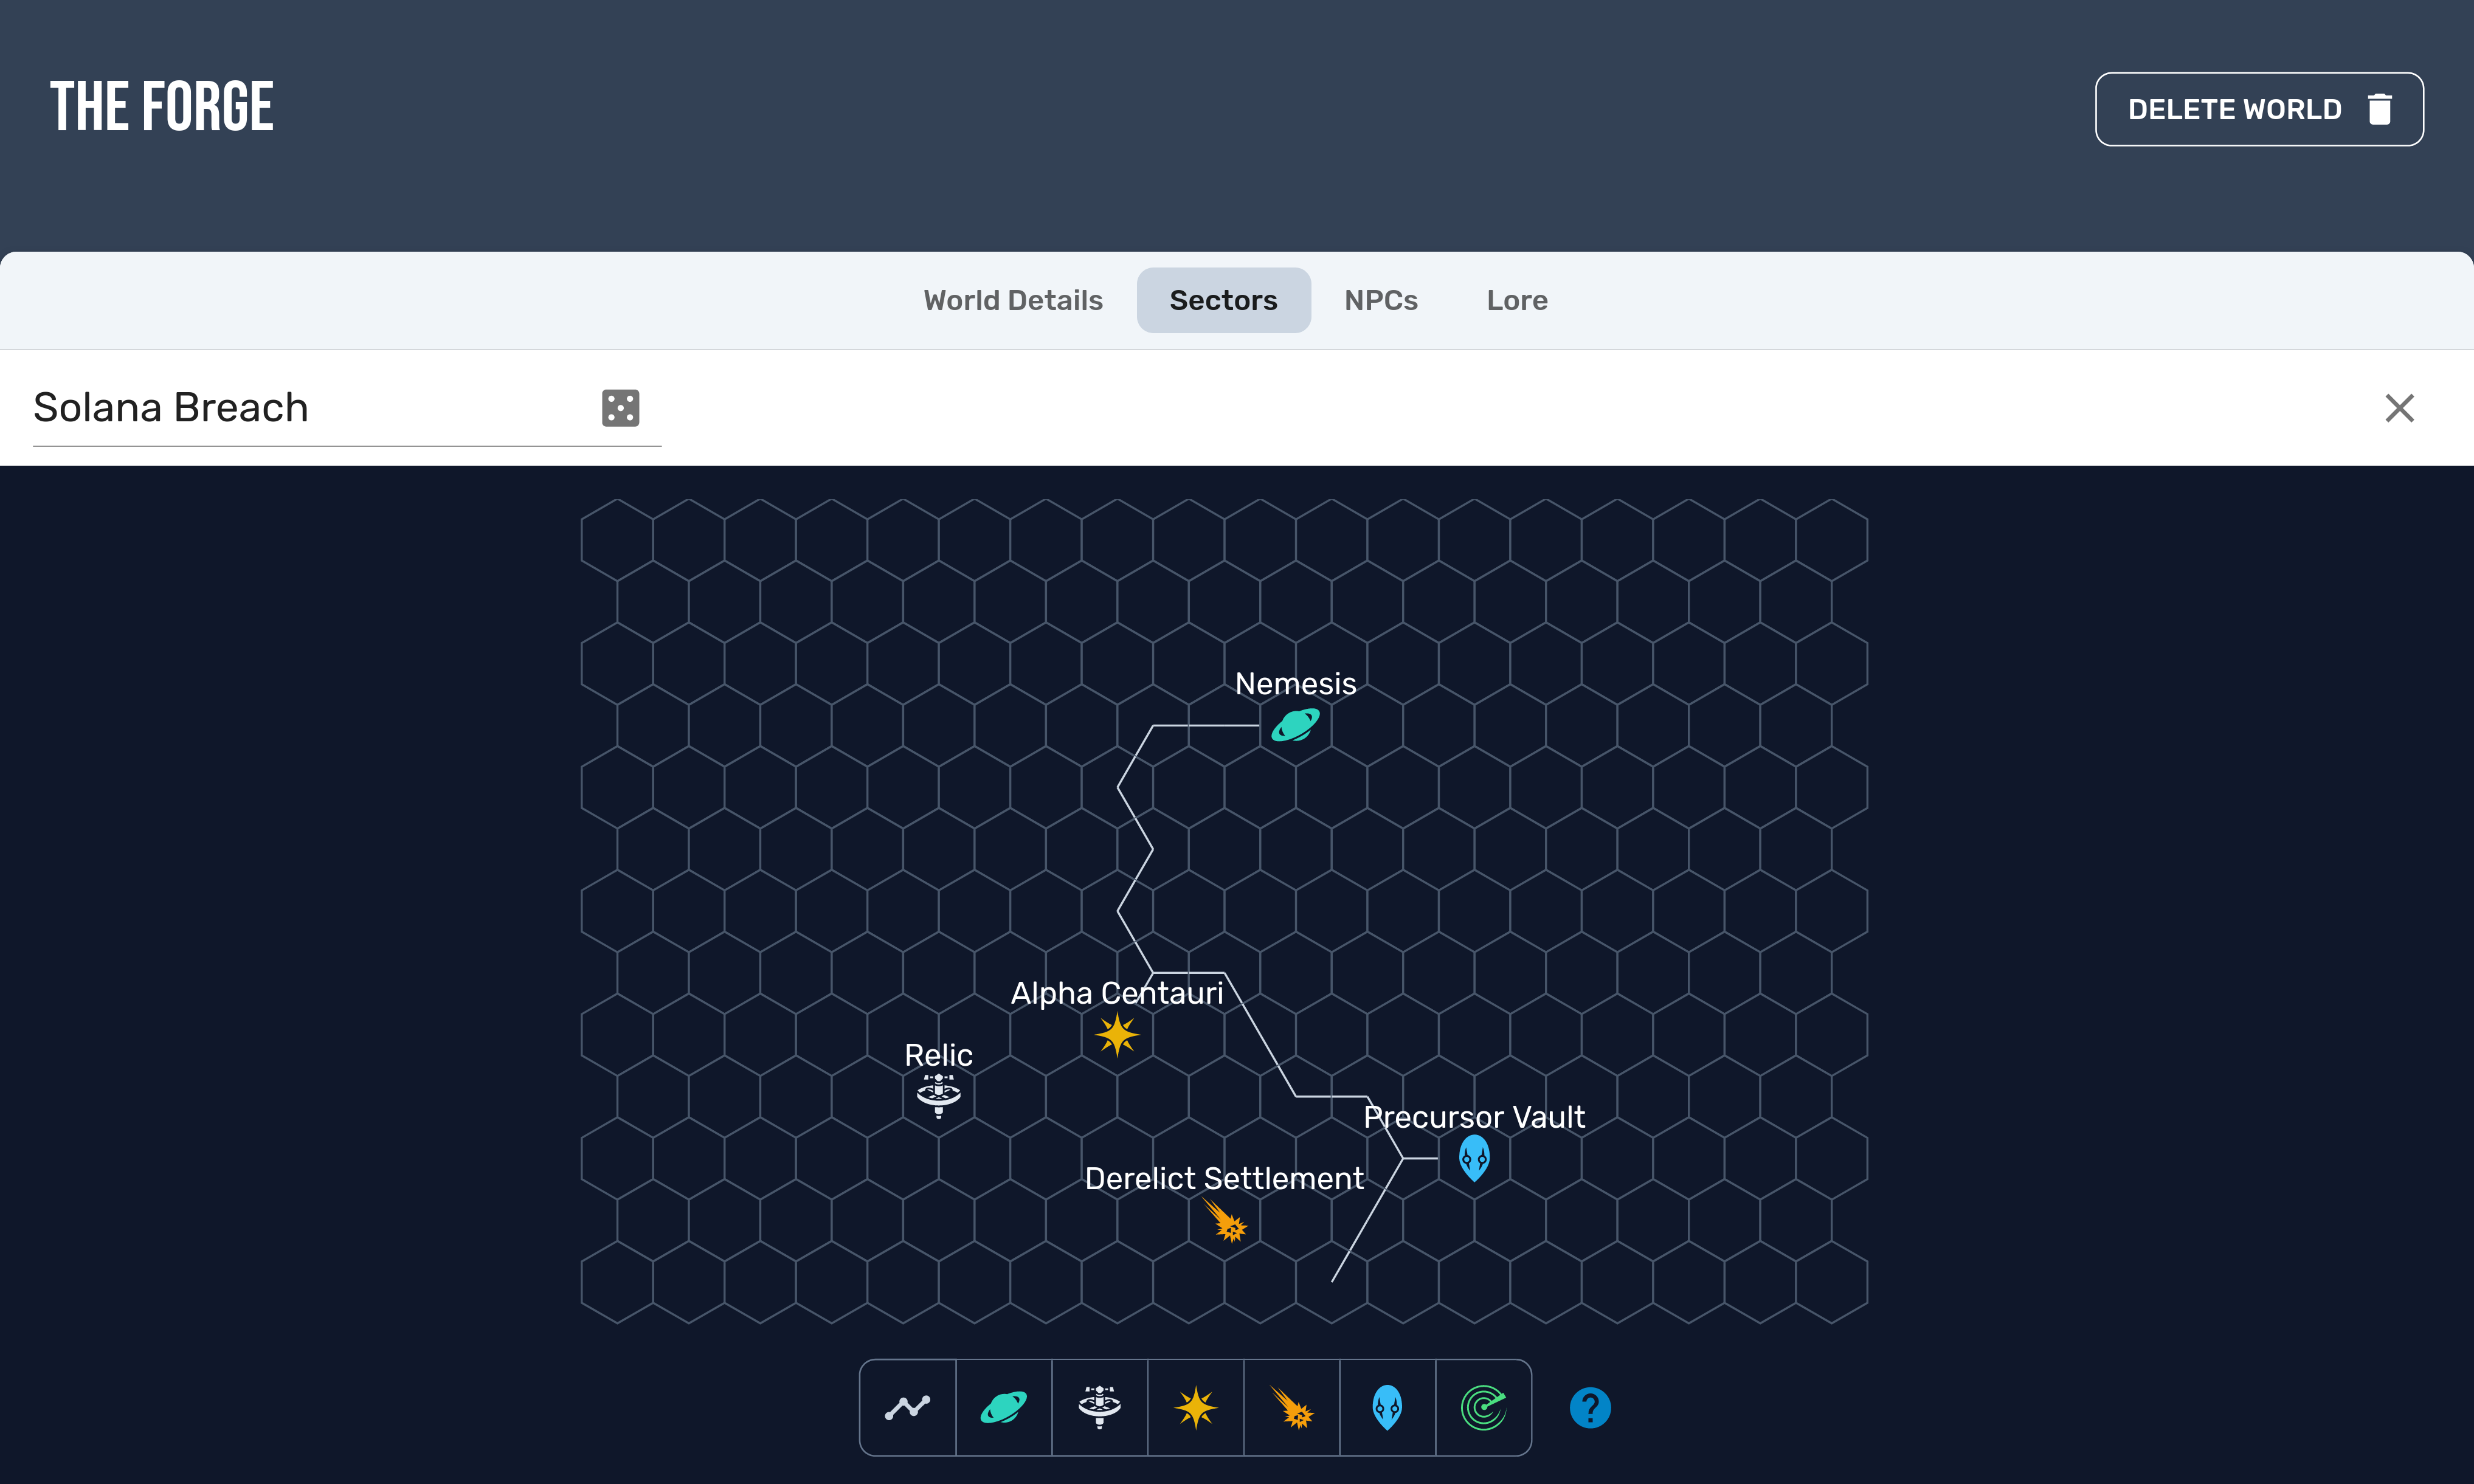 THE FORGE
DELETE WORLD
World Details
Sectors
NPCs
Lore
Solana Breach
Nemesis
Alpha Centauri
Relic
Precursor Vault
Derelict Settlement
?